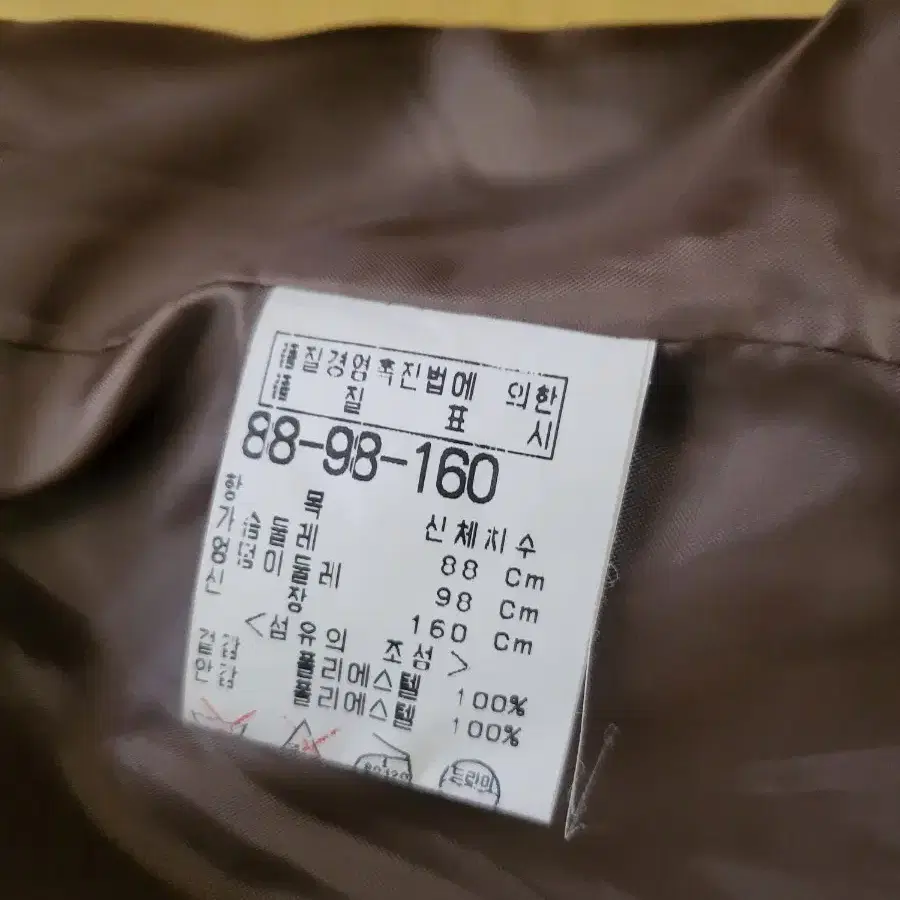 품질경영촉진법에 의한
품 질 표 시
88-98-160
항 목 신체치수
가슴둘레 88 Cm
엉덩이둘레 98 Cm
신 장 160 Cm
<섬유의 조성>
겉감 폴리에스텔 100%
안감 폴리에스텔 100%
드라이